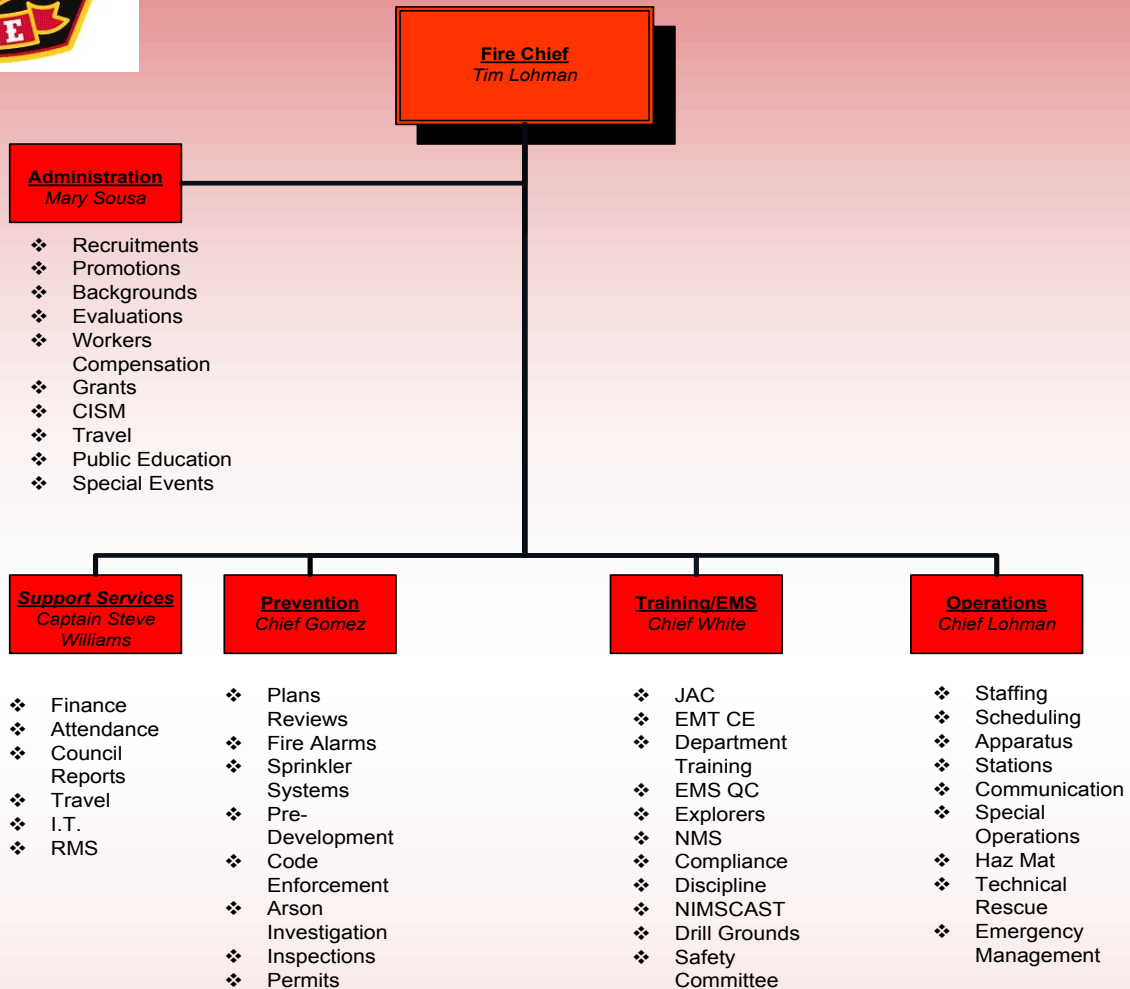 E
Fire Chief
Tim Lohman
Administration
Mary Sousa
❖ Recruitments
❖ Promotions
❖ Backgrounds
❖ Evaluations
❖ Workers
Compensation
❖ Grants
❖ CISM
❖ Travel
❖ Public Education
❖ Special Events
Support Services
Captain Steve
Williams
❖ Finance
❖ Attendance
❖ Council
Reports
❖ Travel
❖ I.T.
❖ RMS
Prevention
Chief Gomez
❖ Plans
Reviews
❖ Fire Alarms
❖ Sprinkler
Systems
❖ Pre-
Development
❖ Code
Enforcement
❖ Arson
Investigation
❖ Inspections
❖ Permits
Training/EMS
Chief White
❖ JAC
❖ EMT CE
❖ Department
Training
❖ EMS QC
❖ Explorers
❖ NMS
❖ Compliance
❖ Discipline
❖ NIMSCAST
❖ Drill Grounds
❖ Safety
Committee
Operations
Chief Lohman
❖ Staffing
❖ Scheduling
❖ Apparatus
❖ Stations
❖ Communication
❖ Special
Operations
❖ Haz Mat
❖ Technical
Rescue
❖ Emergency
Management